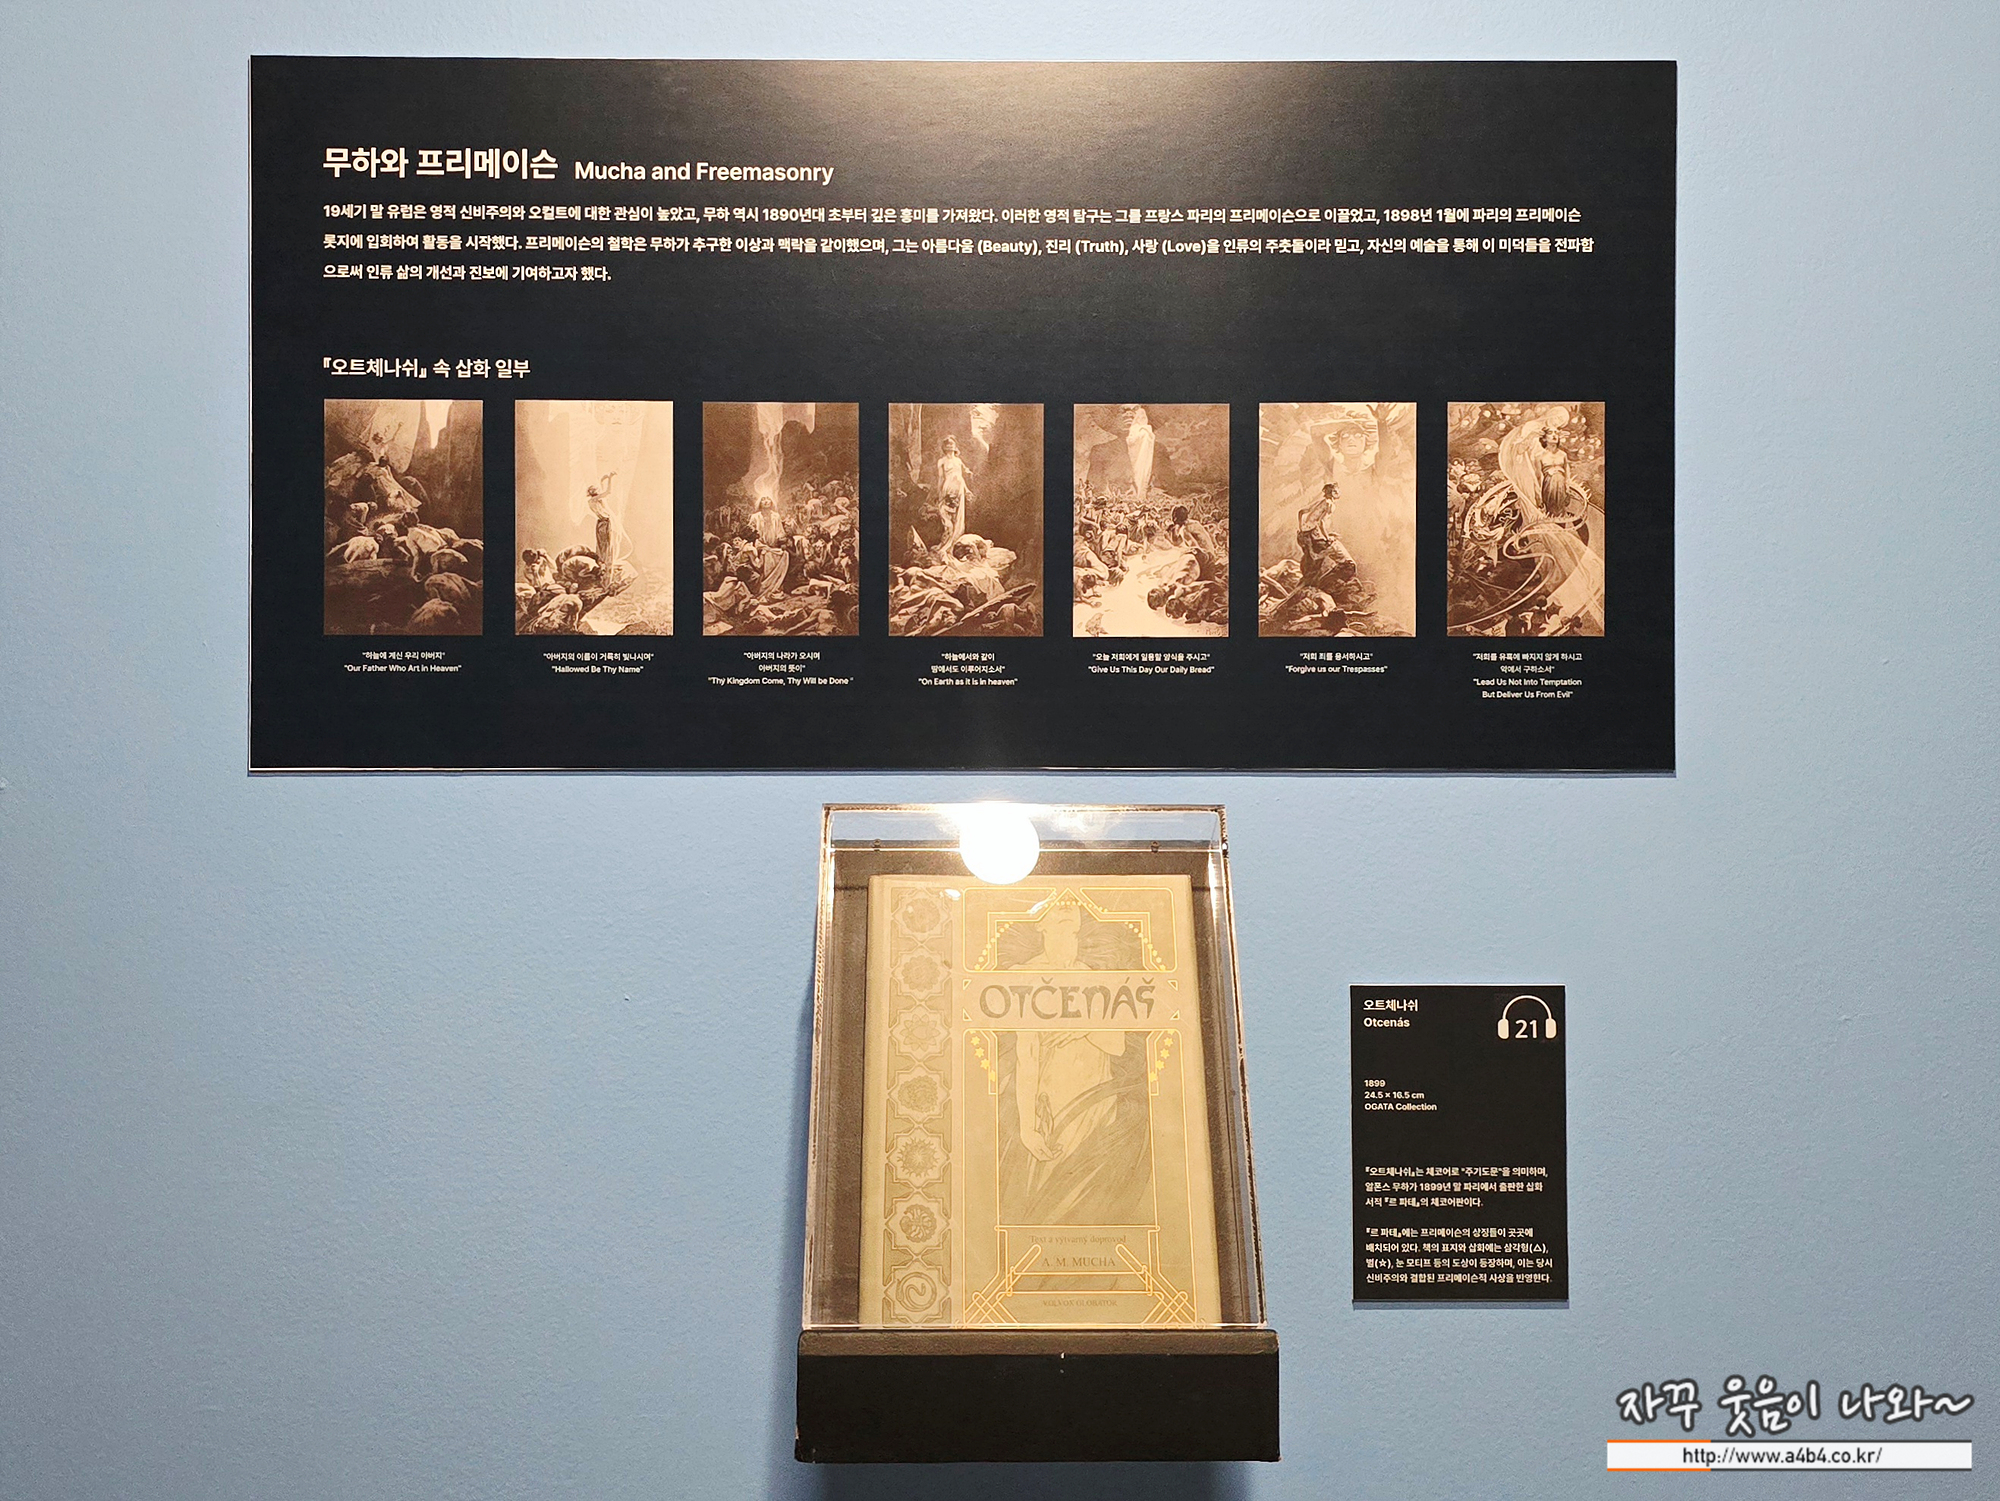 무하와 프리메이슨 Mucha and Freemasonry
19세기 말 유럽은 영적 신비주의와 오컬트에 대한 관심이 높았고, 무하 역시 1890년대 초부터 깊은 흥미를 가져왔다. 이러한 영적 탐구는 그를 프랑스 파리의 프리메이슨으로 이끌었고, 1898년 1월에 파리의 프리메이슨
롯지에 입회하여 활동을 시작했다. 프리메이슨의 철학은 무하가 추구한 이상과 맥락을 같이했으며, 그는 아름다움 (Beauty), 진리 (Truth), 사랑 (Love)을 인류의 주춧돌이라 믿고, 자신의 예술을 통해 이 미덕들을 전파함
으로써 인류 삶의 개선과 진보에 기여하고자 했다.
『오트체나쉬』 속 삽화 일부
"하늘에 계신 우리 아버지"
"Our Father Who Art in Heaven"
"아버지의 이름이 거룩히 빛나시며"
"Hallowed Be Thy Name"
"아버지의 나라가 오시며
아버지의 뜻이"
"Thy Kingdom Come, Thy Will be Done "
"하늘에서와 같이
땅에서도 이루어지소서"
"On Earth as it is in heaven"
"오늘 저희에게 일용할 양식을 주시고"
"Give Us This Day Our Daily Bread"
"저희 죄를 용서하시고"
"Forgive us our Trespasses"
"저희를 유혹에 빠지지 않게 하시고
악에서 구하소서"
"Lead Us Not Into Temptation
But Deliver Us From Evil"
OTČENÁŠ
Text a výtvarný doprovod
A. M. MUCHA
VOLVOX GLOBATOR
오트체나쉬
Otcenás
21
1899
24.5 × 16.5 cm
OGATA Collection
『오트체나쉬』는 체코어로 "주기도문"을 의미하며,
알폰스 무하가 1899년 말 파리에서 출판한 삽화
서적 『르 파테』의 체코어판이다.
『르 파테』에는 프리메이슨의 상징들이 곳곳에
배치되어 있다. 책의 표지와 삽화에는 삼각형(△),
별(☆), 눈 모티프 등의 도상이 등장하며, 이는 당시
신비주의와 결합된 프리메이슨적 사상을 반영한다.
자꾸 웃음이 나와~
http://www.a4b4.co.kr/